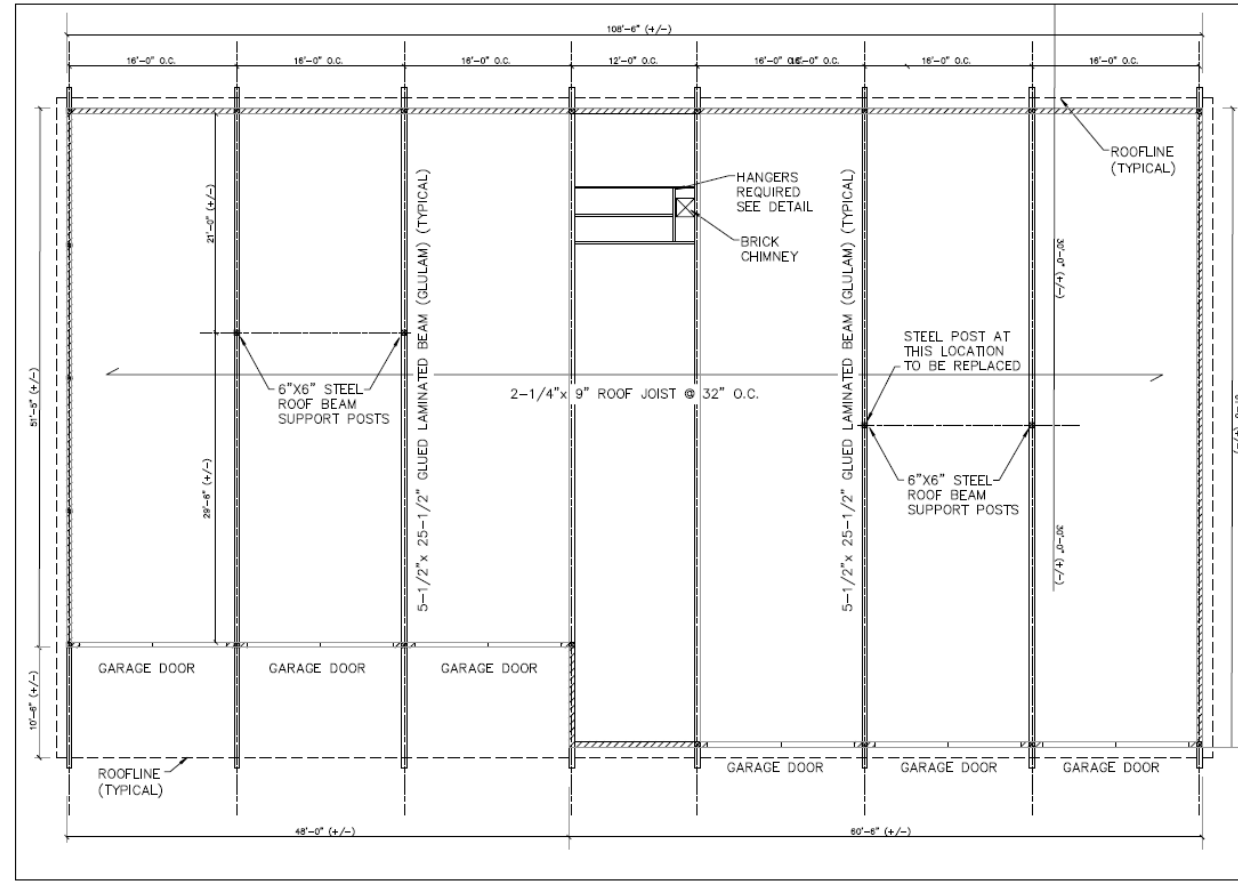 108'-6" (+/-)
16'-0" O.C.
16'-0" O.C.
16'-0" O.C.
12'-0" O.C.
16'-0" O.C.
16'-0" O.C.
16'-0" O.C.
16'-0" O.C.
ROOFLINE
(TYPICAL)
HANGERS
REQUIRED
SEE DETAIL
BRICK
CHIMNEY
21'-0" (+/-)
30'-0" (+/-)
5-1/2"x 25-1/2" GLUED LAMINATED BEAM (GLULAM) (TYPICAL)
5-1/2"x 25-1/2" GLUED LAMINATED BEAM (GLULAM) (TYPICAL)
STEEL POST AT
THIS LOCATION
TO BE REPLACED
6"X6" STEEL
ROOF BEAM
SUPPORT POSTS
2-1/4"x 9" ROOF JOIST @ 32" O.C.
51'-5" (+/-)
(+/-)
29'-6" (+/-)
6"X6" STEEL
ROOF BEAM
SUPPORT POSTS
30'-0" (+/-)
GARAGE DOOR
GARAGE DOOR
GARAGE DOOR
10'-6" (+/-)
ROOFLINE
(TYPICAL)
GARAGE DOOR
GARAGE DOOR
GARAGE DOOR
48'-0" (+/-)
60'-6" (+/-)